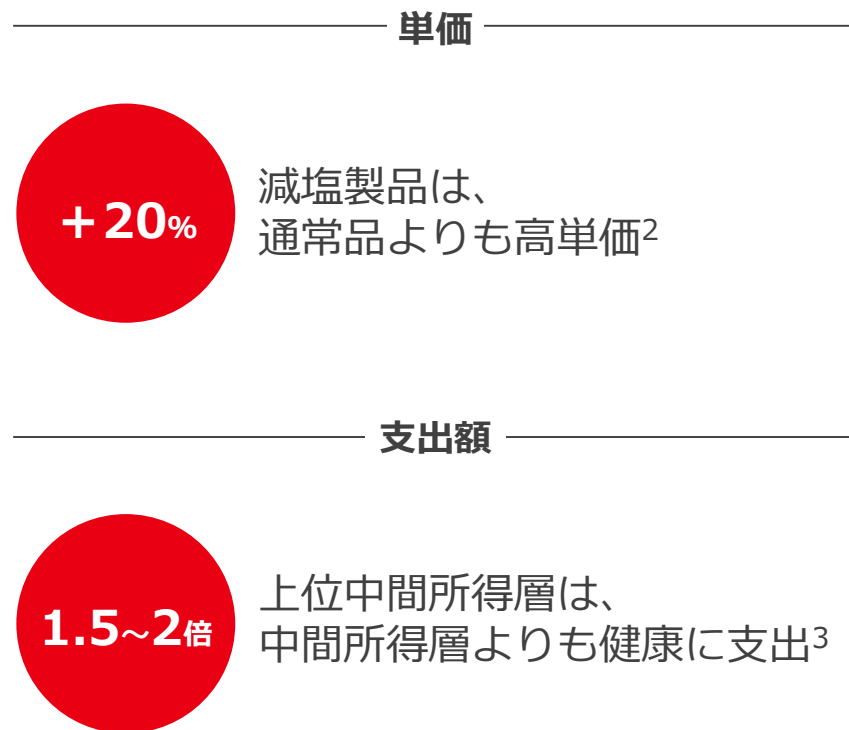 単価
+20%
減塩製品は、
通常品よりも高単価2
支出額
1.5~2倍
上位中間所得層は、
中間所得層よりも健康に支出3